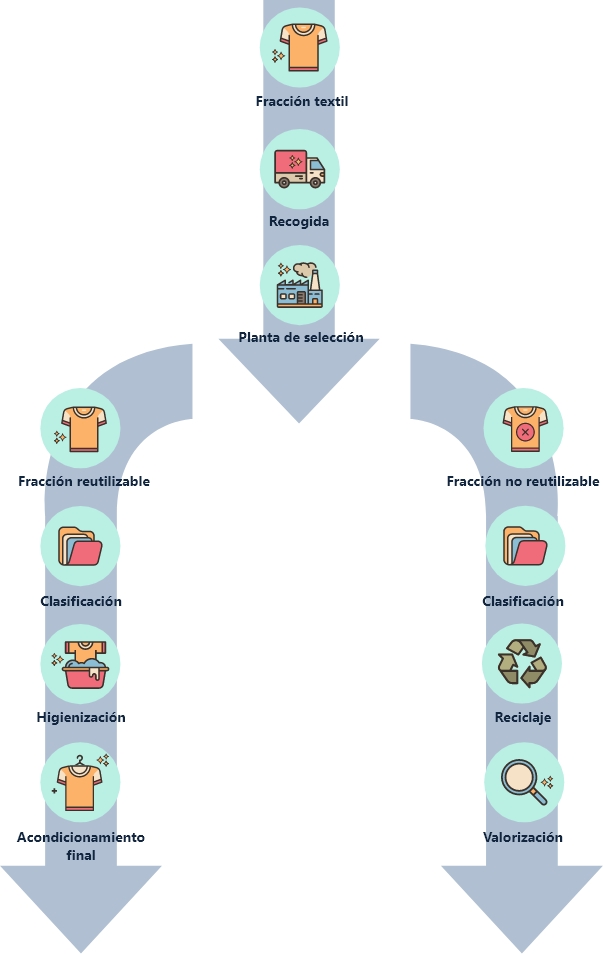 Fracción textil
Recogida
Planta de selección
Fracción reutilizable
Clasificación
Higienización
Acondicionamiento
final
Fracción no reutilizable
Clasificación
Reciclaje
Valorización